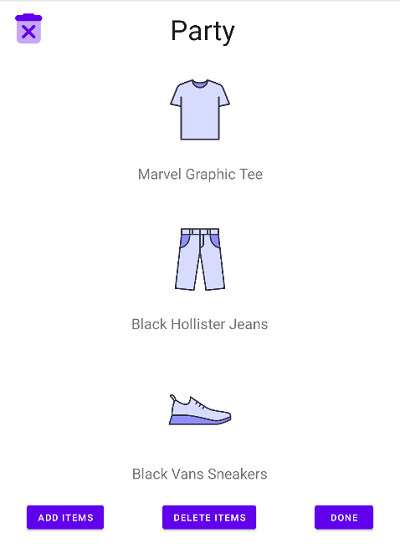 Party
Marvel Graphic Tee
Black Hollister Jeans
Black Vans Sneakers
ADD ITEMS
DELETE ITEMS
DONE